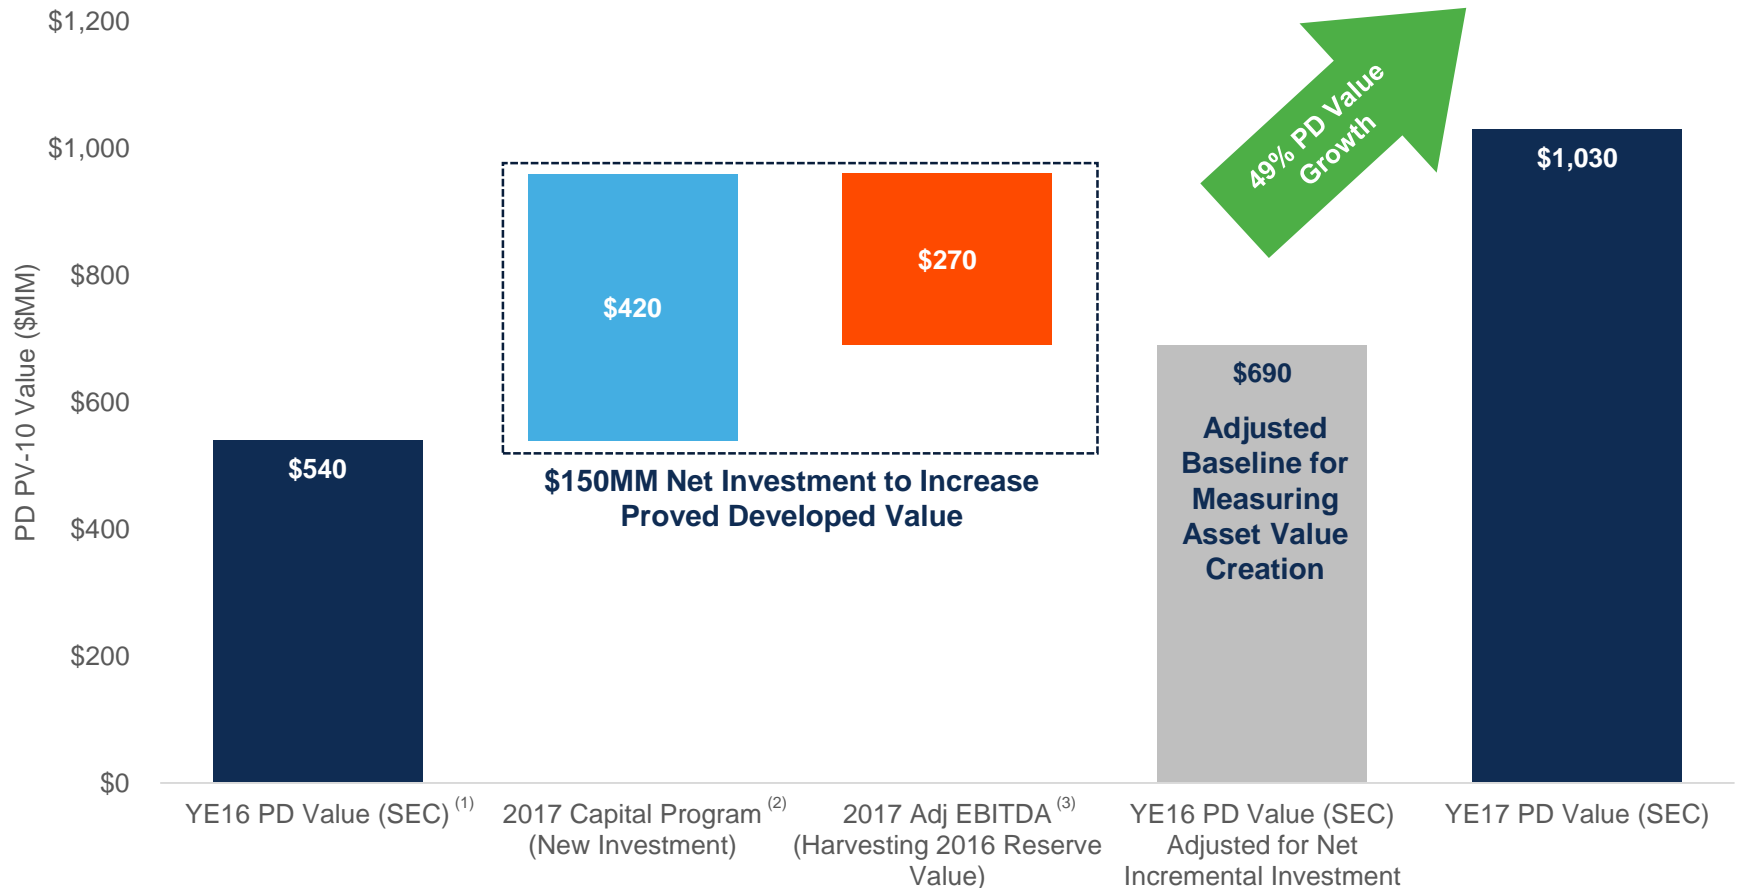 $1,200
$1,000
$800
$600
$400
$200
$0
PD PV-10 Value ($MM)
$540
$420
$270
$150MM Net Investment to Increase
Proved Developed Value
$690
Adjusted
Baseline for
Measuring
Asset Value
Creation
49% PD Value
Growth
$1,030
YE16 PD Value (SEC) (1)
2017 Capital Program (2)
(New Investment)
2017 Adj EBITDA (3)
(Harvesting 2016 Reserve
Value)
YE16 PD Value (SEC)
Adjusted for Net
Incremental Investment
YE17 PD Value (SEC)